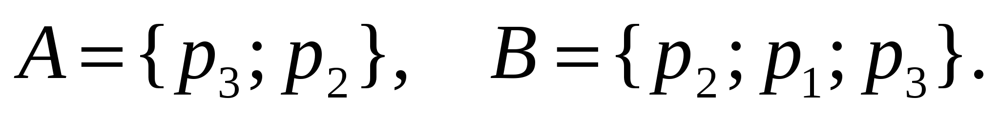 A = {p₃; p₂},  B = {p₂; p₁; p₃}.